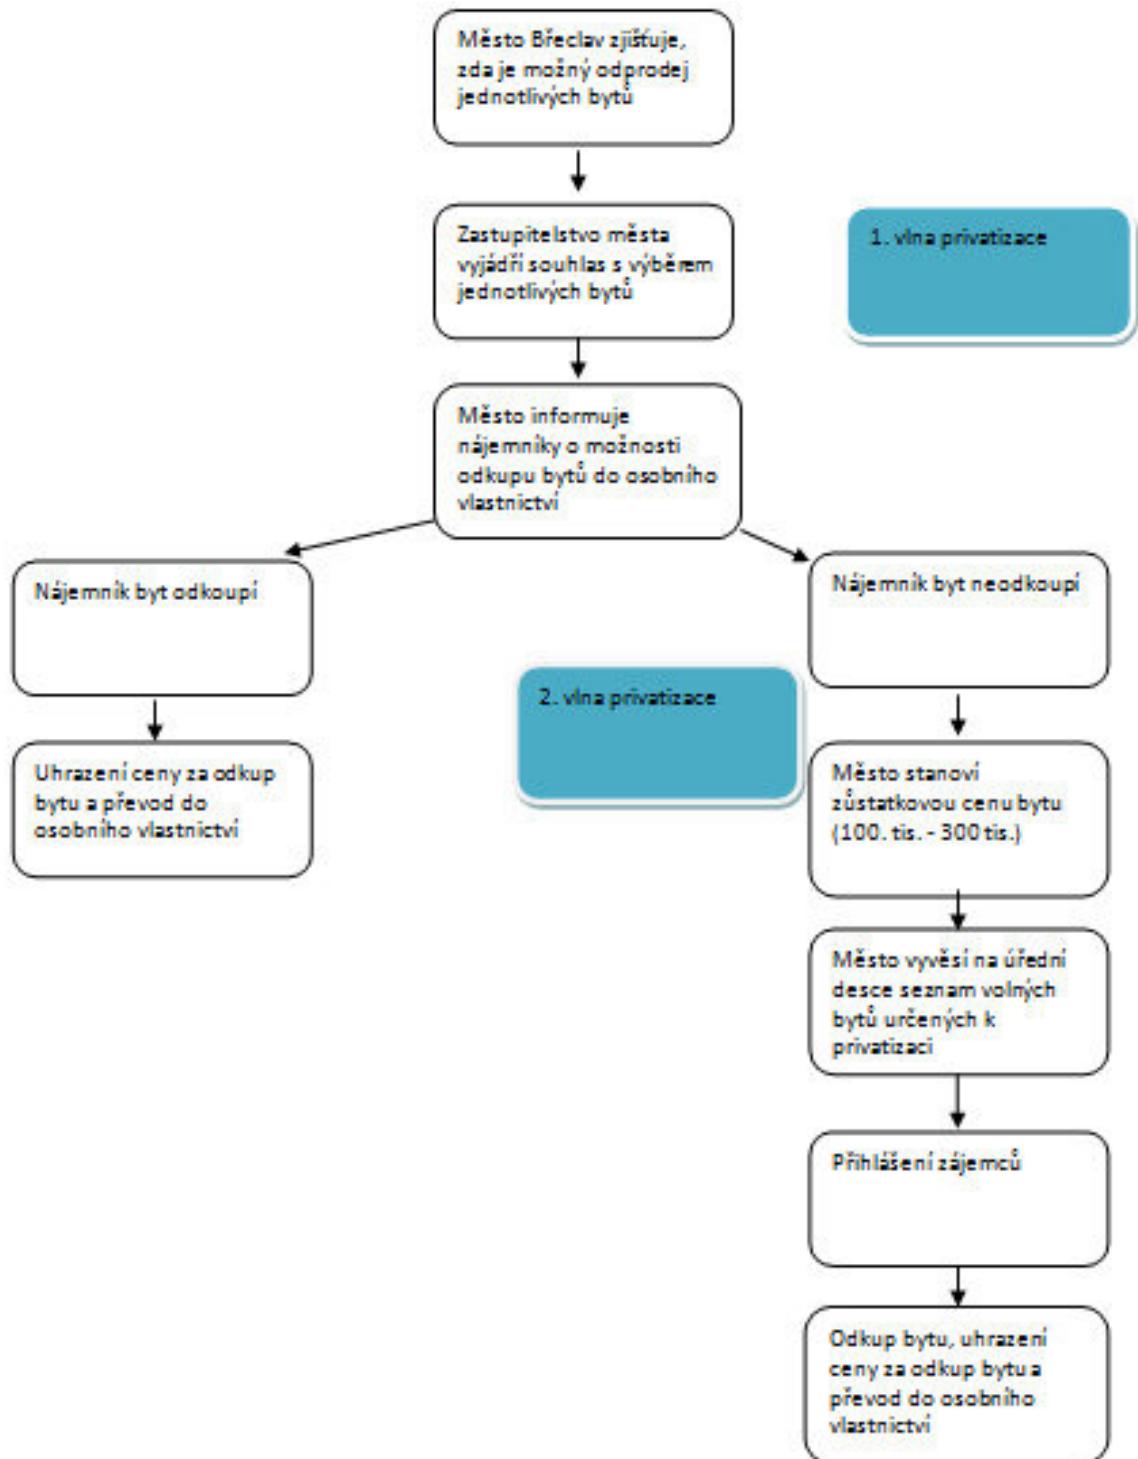 Město Břeclav zjišťuje,
zda je možný odprodej
jednotlivých bytů
Zastupitelstvo města
vyjádří souhlas s výběrem
jednotlivých bytů
1. vlna privatizace
Město informuje
nájemníky o možnosti
odkupu bytů do osobního
vlastnictví
Nájemník byt odkoupí
Nájemník byt neodkoupí
2. vlna privatizace
Uhrazení ceny za odkup
bytu a převod do
osobního vlastnictví
Město stanoví
zůstatkovou cenu bytu
(100. tis. - 300 tis.)
Město vyvěsí na úřední
desce seznam volných
bytů určených k
privatizaci
Přihlášení zájemců
Odkup bytu, uhrazení
ceny za odkup bytu a
převod do osobního
vlastnictví